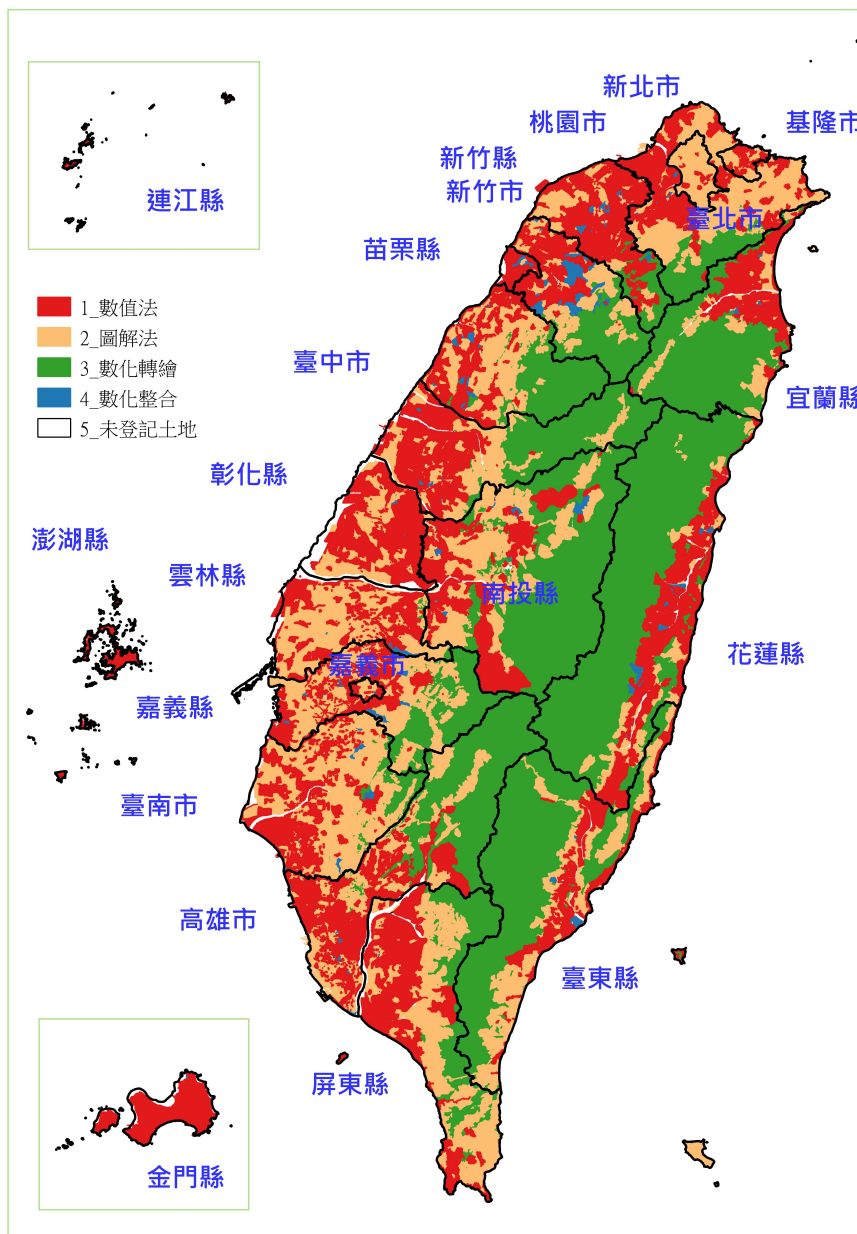 新北市
桃園市
基隆市
新竹縣
新竹市
連江縣
臺北市
苗栗縣
1_數值法
2_圖解法
3_數化轉繪
4_數化整合
5_未登記土地
臺中市
宜蘭縣
彰化縣
澎湖縣
雲林縣
南投縣
花蓮縣
嘉義市
嘉義縣
臺南市
高雄市
臺東縣
屏東縣
金門縣